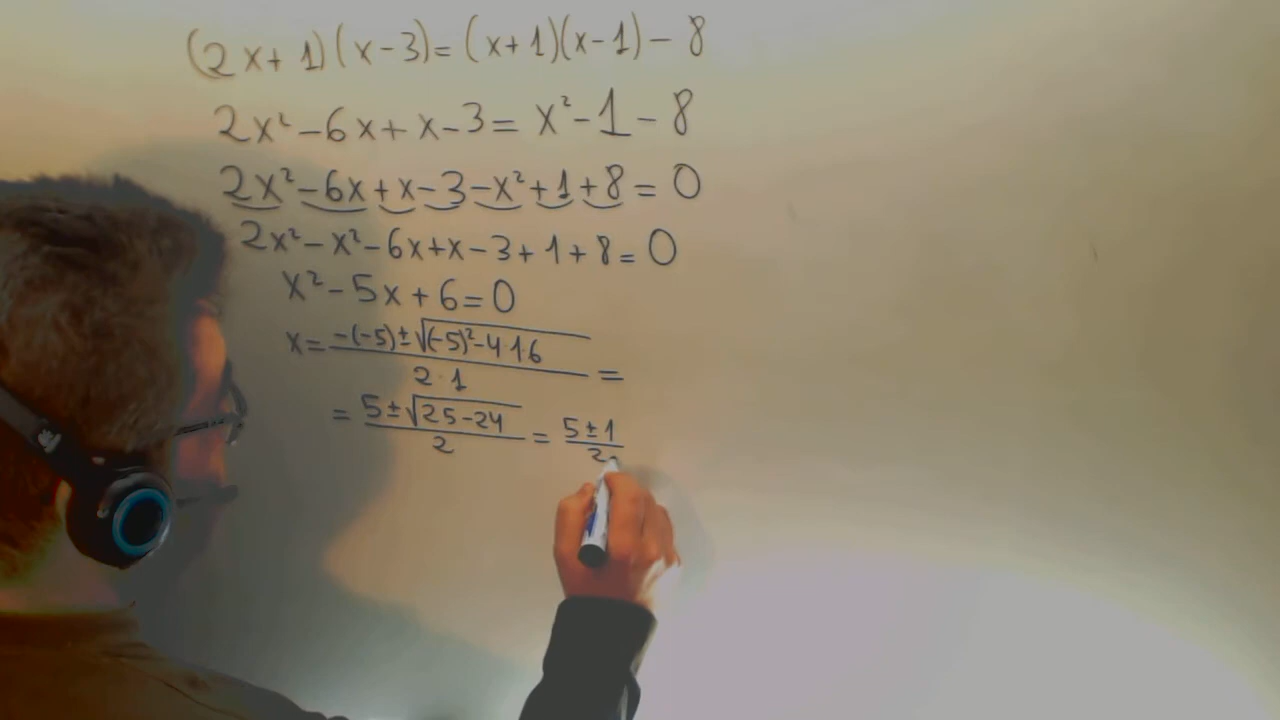 (2x+1)(x-3)=(x+1)(x-1)-8
2x²-6x+x-3=x²-1-8
2x²-6x+x-3-x²+1+8=0
2x²-x²-6x+x-3+1+8=0
x²-5x+6=0
x=(-(-5)±√((-5)²-4·1·6))/(2·1)=
=(5±√(25-24))/2=(5±1)/2